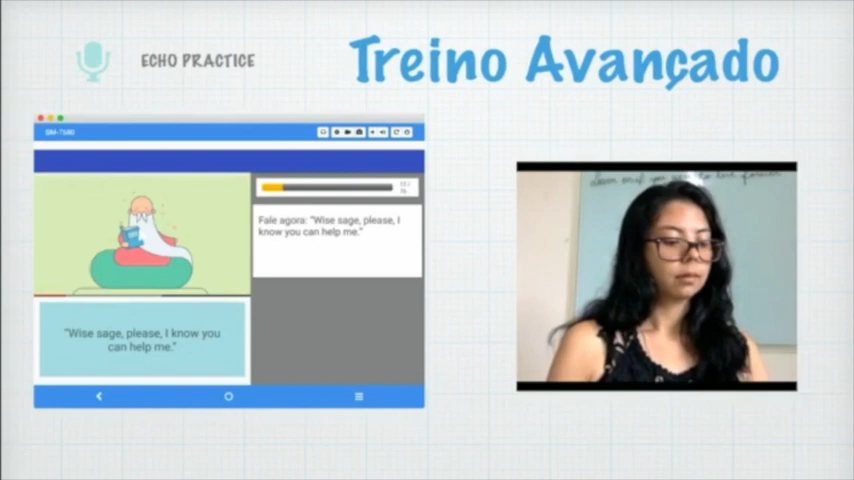 ECHO PRACTICE
Treino Avançado
Fale agora: "Wise sage, please, I
know you can help me."
"Wise sage, please, I know you
can help me."